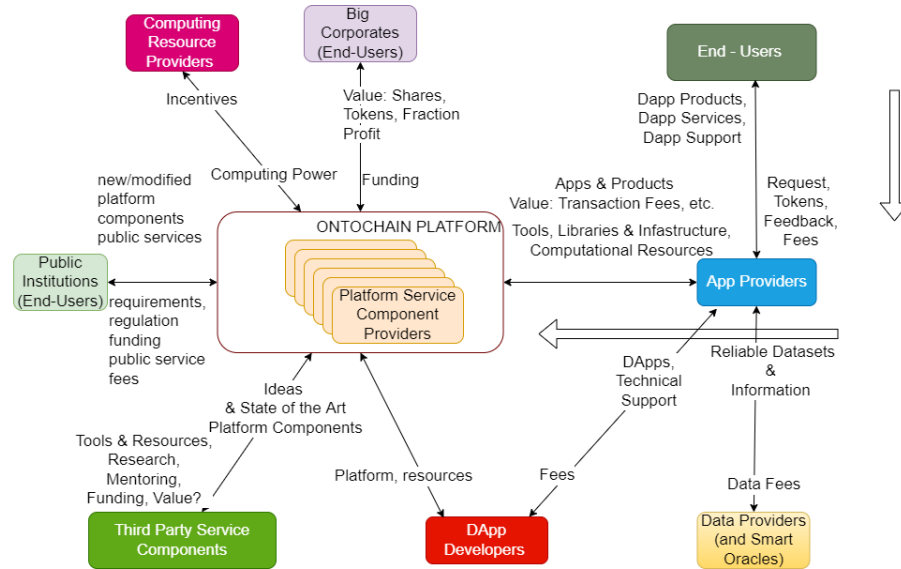 Computing
Resource
Providers
Big
Corporates
(End-Users)
End - Users
Incentives
Value: Shares,
Tokens, Fraction
Profit
Dapp Products,
Dapp Services,
Dapp Support
Computing Power
Funding
new/modified
platform
components
public services
Apps & Products
Value: Transaction Fees, etc.
Request,
Tokens,
Feedback,
Fees
ONTOCHAIN PLATFORM
Tools, Libraries & Infastructure,
Computational Resources
Public
Institutions
(End-Users)
Platform Service
Component
Providers
App Providers
requirements,
regulation
funding
public service
fees
DApps,
Technical
Support
Reliable Datasets
&
Information
Ideas
& State of the Art
Platform Components
Tools & Resources,
Research,
Mentoring,
Funding, Value?
Platform, resources
Fees
Data Fees
Third Party Service
Components
DApp
Developers
Data Providers
(and Smart
Oracles)